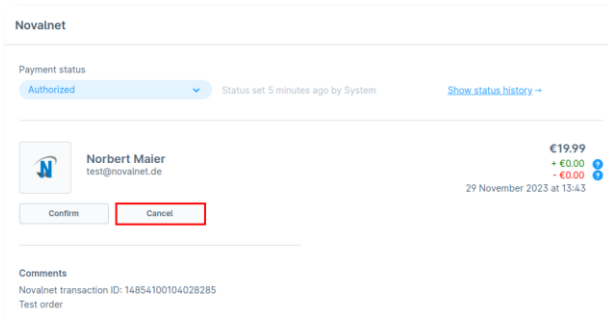 Novalnet
Payment status
Authorized
Status set 5 minutes ago by System
Show status history →
N
Norbert Maier
test@novalnet.de
€19.99
+ €0.00 ?
- €0.00 ?
29 November 2023 at 13:43
Confirm
Cancel
Comments
Novalnet transaction ID: 14854100104028285
Test order